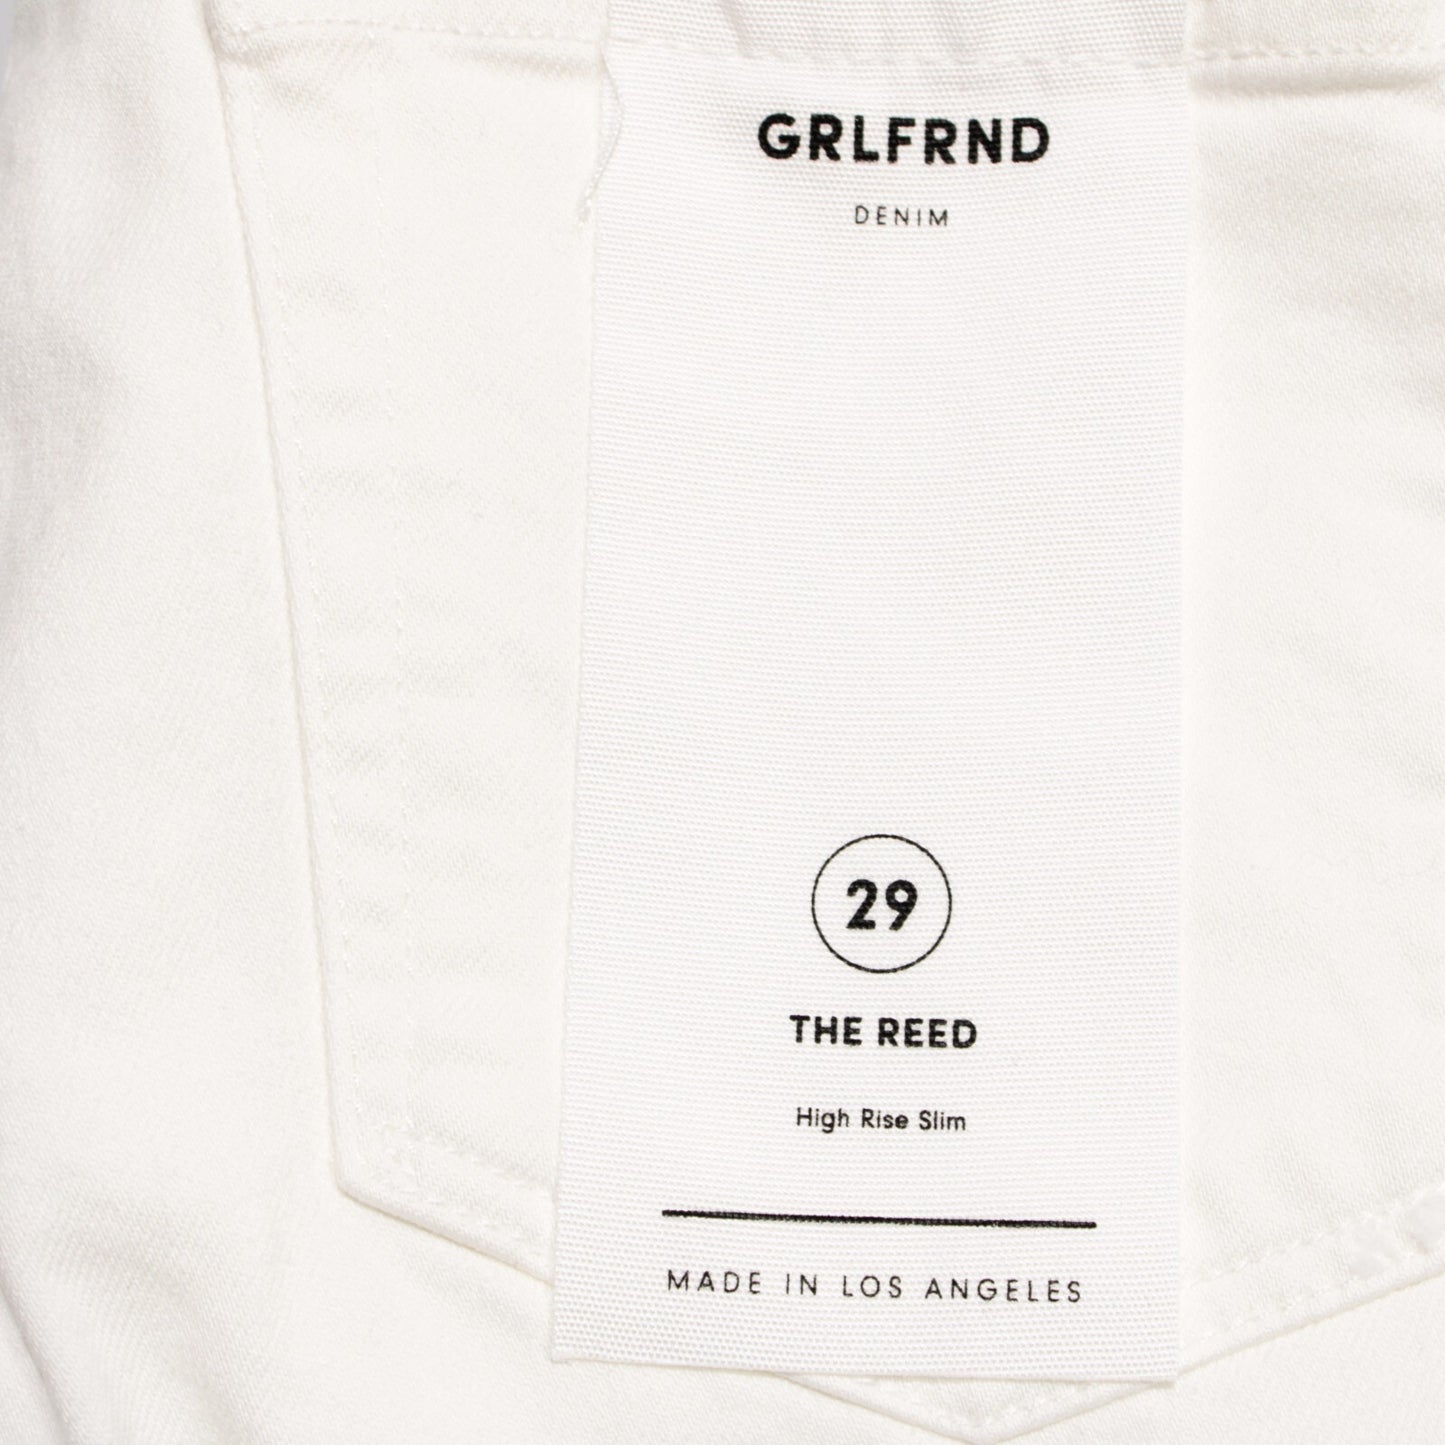 GRLFRND
DENIM
29
THE REED
High Rise Slim
MADE IN LOS ANGELES